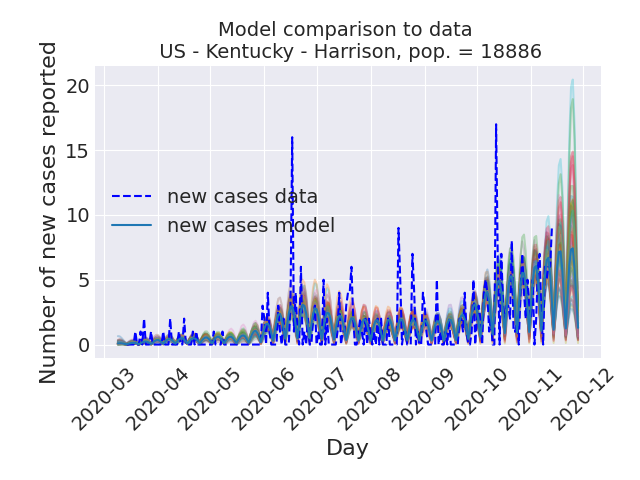 Model comparison to data
US - Kentucky - Harrison, pop. = 18886
Number of new cases reported
20
15
10
5
0
new cases data
new cases model
2020-03
2020-04
2020-05
2020-06
2020-07
2020-08
2020-09
2020-10
2020-11
2020-12
Day